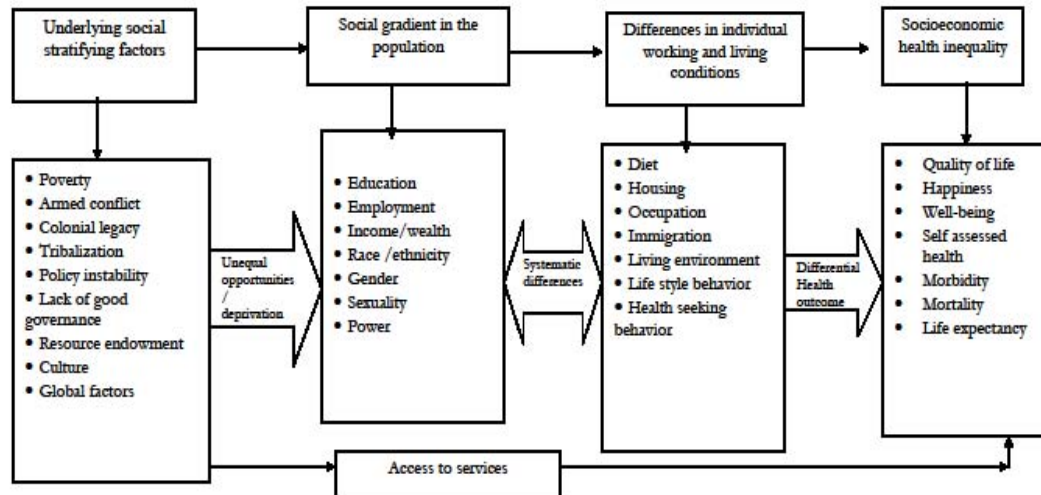 Underlying social
stratifying factors
Social gradient in the
population
Differences in individual
working and living
conditions
Socioeconomic
health inequality
• Poverty
• Armed conflict
• Colonial legacy
• Tribalization
• Policy instability
• Lack of good
governance
• Resource endowment
• Culture
• Global factors
Unequal
opportunities
/
deprivation
• Education
• Employment
• Income/wealth
• Race /ethnicity
• Gender
• Sexuality
• Power
Systematic
differences
• Diet
• Housing
• Occupation
• Immigration
• Living environment
• Life style behavior
• Health seeking
behavior
Differential
Health
outcome
• Quality of life
• Happiness
• Well-being
• Self assessed
health
• Morbidity
• Mortality
• Life expectancy
Access to services